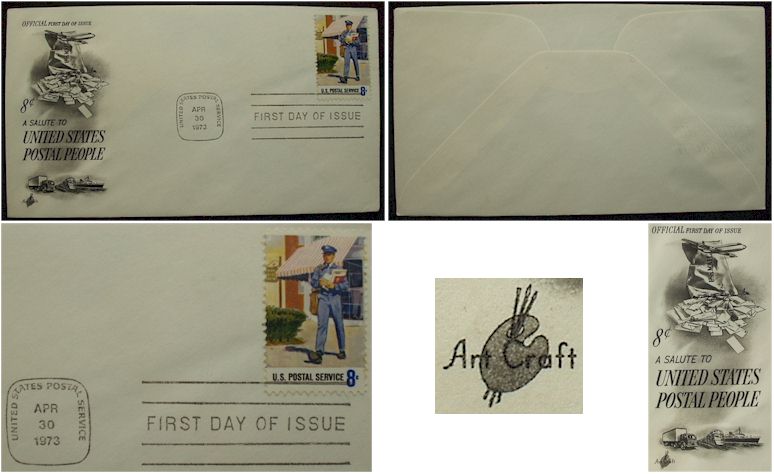 OFFICIAL FIRST DAY OF ISSUE
8¢
A SALUTE TO
UNITED STATES
POSTAL PEOPLE
UNITED STATES POSTAL SERVICE
APR
30
1973
U.S. POSTAL SERVICE 8¢
FIRST DAY OF ISSUE
UNITED STATES POSTAL SERVICE
APR
30
1973
U.S. POSTAL SERVICE 8¢
FIRST DAY OF ISSUE
Art Craft
OFFICIAL FIRST DAY OF ISSUE
8¢
A SALUTE TO
UNITED STATES
POSTAL PEOPLE